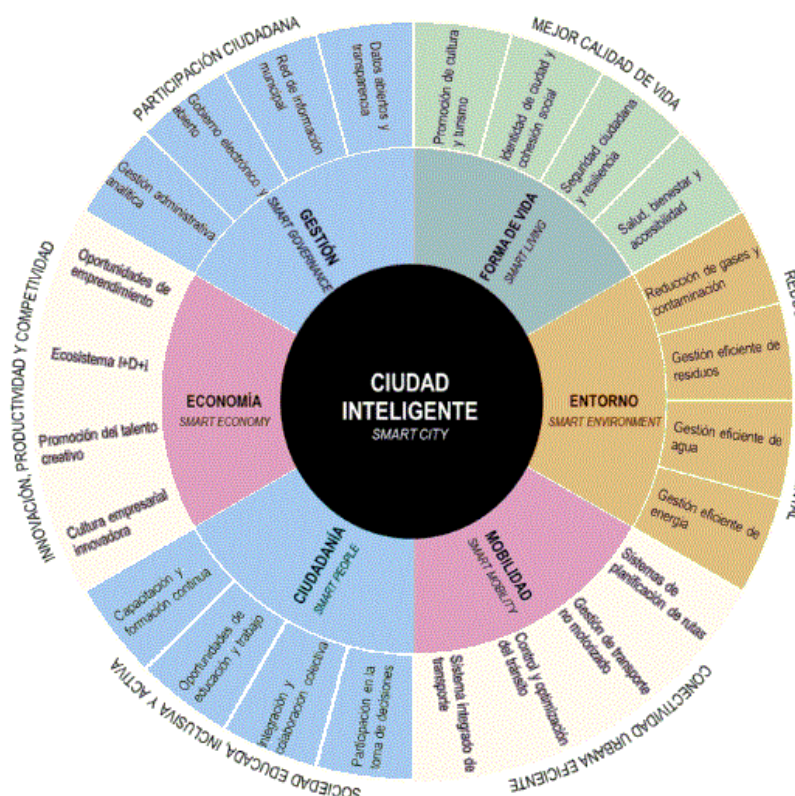 PARTICIPACIÓN CIUDADANA
MEJOR CALIDAD DE VIDA
Gestión administrativa
analítica
Gobierno electrónico y
abierto
Red de información
municipal
Datos abiertos y
transparencia
Promoción de cultura
y turismo
Identidad de ciudad y
cohesión social
Seguridad ciudadana
y resiliencia
Salud, bienestar y
accesibilidad
GESTIÓN
SMART GOVERNANCE
FORMA DE VIDA
SMART LIVING
INNOVACIÓN, PRODUCTIVIDAD Y COMPETIVIDAD
Oportunidades de
emprendimiento
Ecosistema I+D+i
Promoción del talento
creativo
Cultura empresarial
innovadora
ECONOMÍA
SMART ECONOMY
CIUDAD
INTELIGENTE
SMART CITY
ENTORNO
SMART ENVIRONMENT
Reducción de gases y
contaminación
Gestión eficiente de
residuos
Gestión eficiente de
agua
Gestión eficiente de
energía
CIUDADANÍA
SMART PEOPLE
MOBILIDAD
SMART MOBILITY
Capacitación y
formación continua
Oportunidades de
educación y trabajo
Integración y
colaboración colectiva
Participación en la
toma de decisiones
Sistema integrado de
transporte
Control y optimización
del tránsito
Gestión de transporte
no motorizado
Sistemas de
planificación de rutas
SOCIEDAD EDUCADA, INCLUSIVA Y ACTIVA
CONECTIVIDAD URBANA EFICIENTE